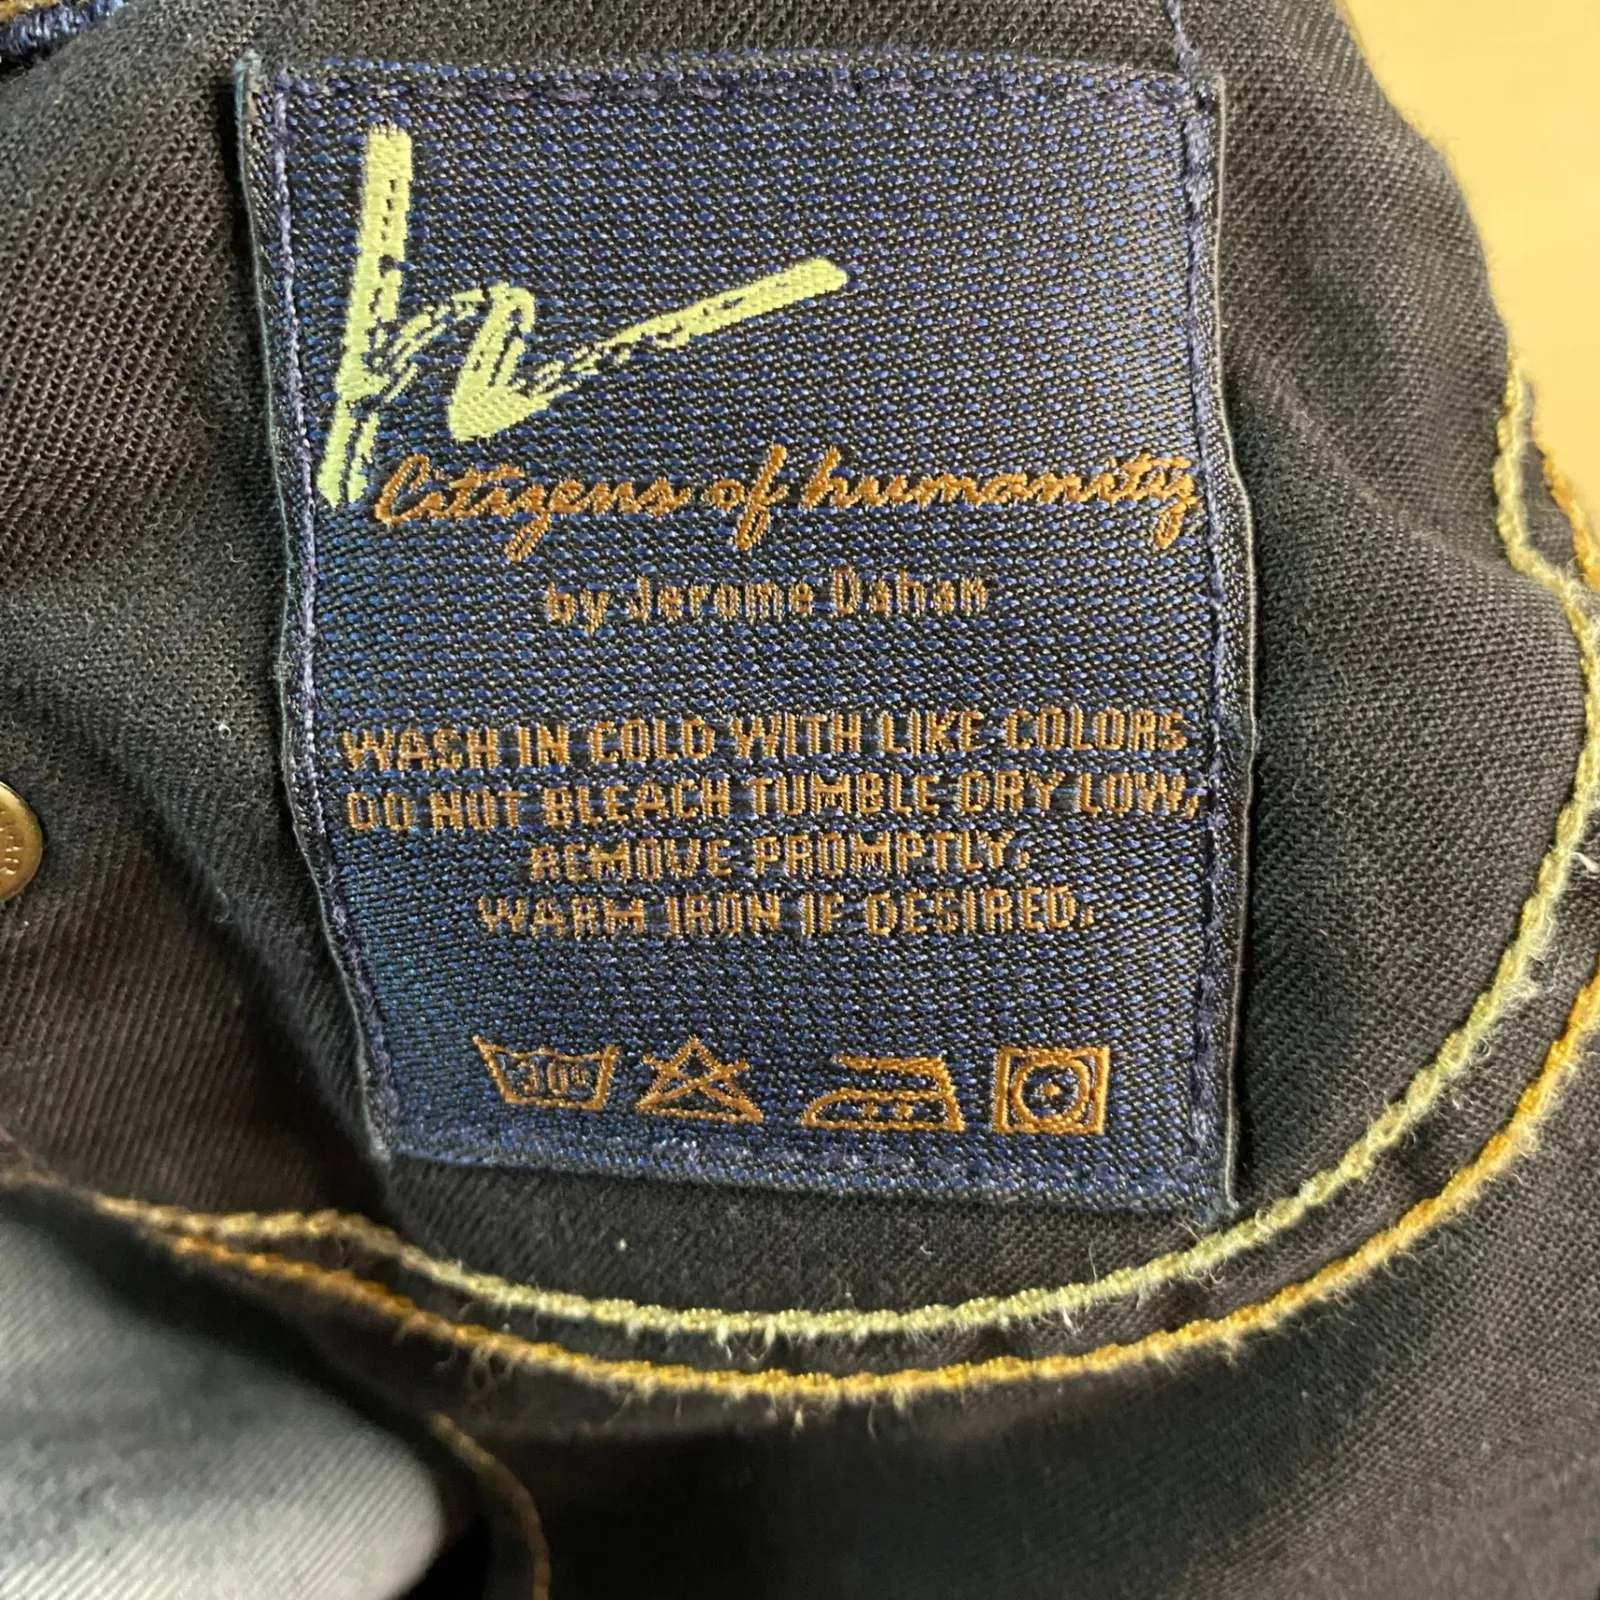 Citizens of humanity
by Jerome Dahan
WASH IN COLD WITH LIKE COLORS
DO NOT BLEACH TUMBLE DRY LOW,
REMOVE PROMPTLY,
WARM IRON IF DESIRED.
30°